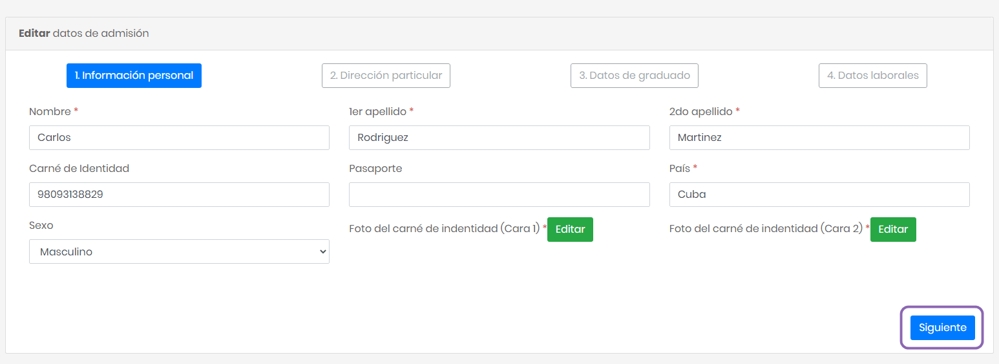 Editar datos de admisión
1. Información personal
2. Dirección particular
3. Datos de graduado
4. Datos laborales
Nombre *
1er apellido *
2do apellido *
Carlos
Rodriguez
Martinez
Carné de Identidad
Pasaporte
País *
98093138829
Cuba
Sexo
Foto del carné de indentidad (Cara 1) * Editar
Foto del carné de indentidad (Cara 2) * Editar
Masculino
Siguiente